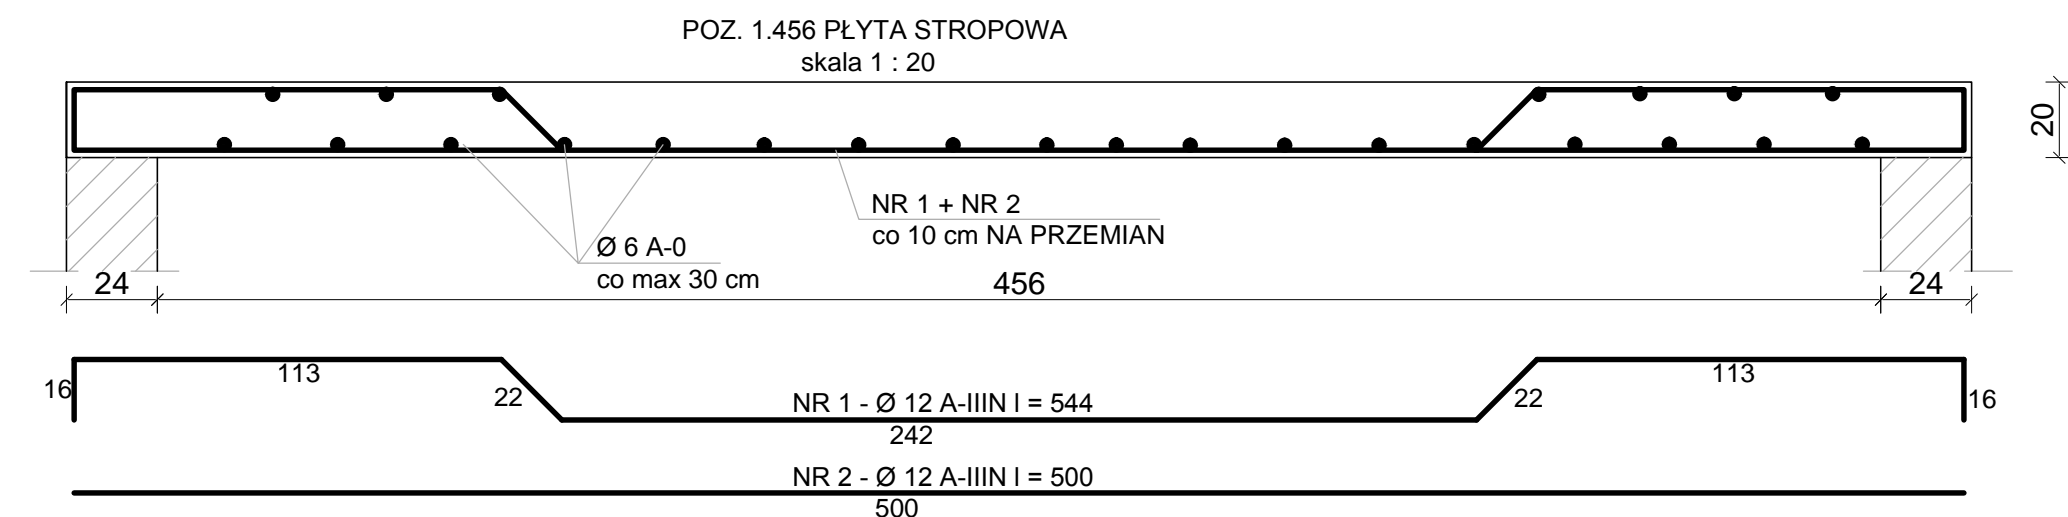 POZ. 1.456 PŁYTA STROPOWA
skala 1 : 20
20
NR 1 + NR 2
co 10 cm NA PRZEMIAN
Ø 6 A-0
co max 30 cm
24
456
24
16
113
22
NR 1 - Ø 12 A-IIIN l = 544
242
22
113
16
NR 2 - Ø 12 A-IIIN l = 500
500